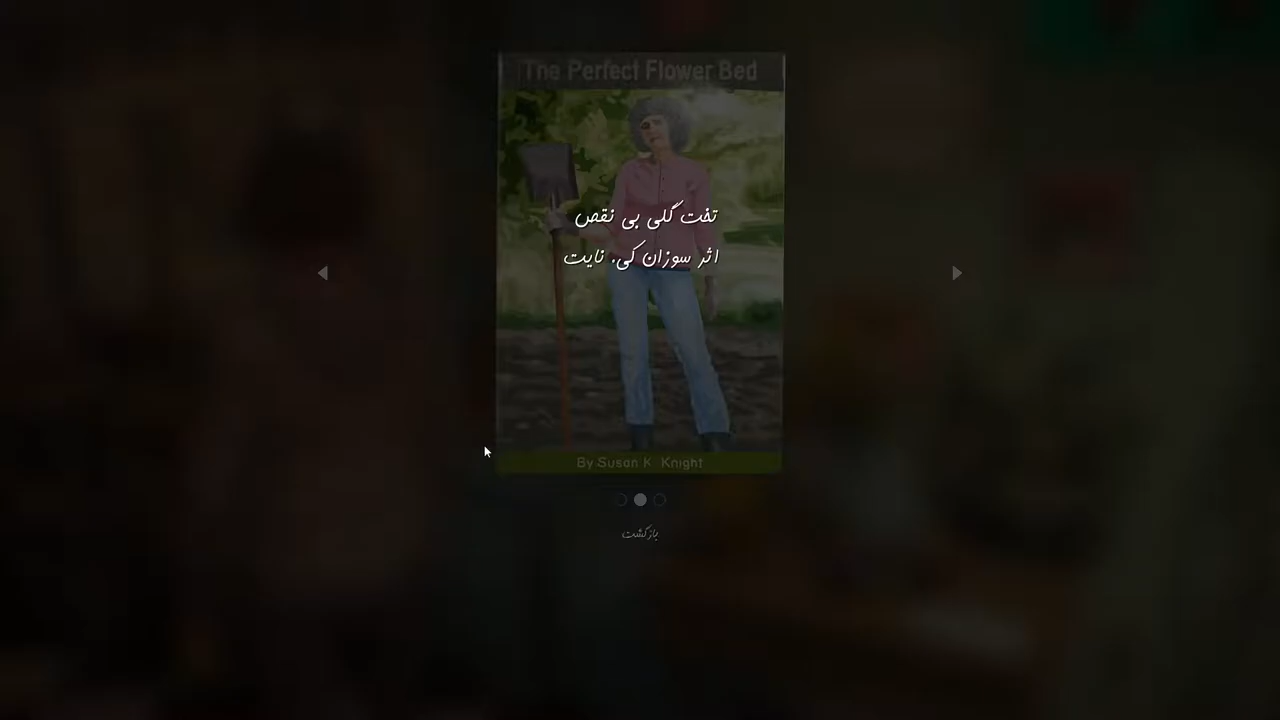 The Perfect Flower Bed
تخت گلی بی نقص
اثر سوزان کی. نایت
By Susan K Knight
بازگشت